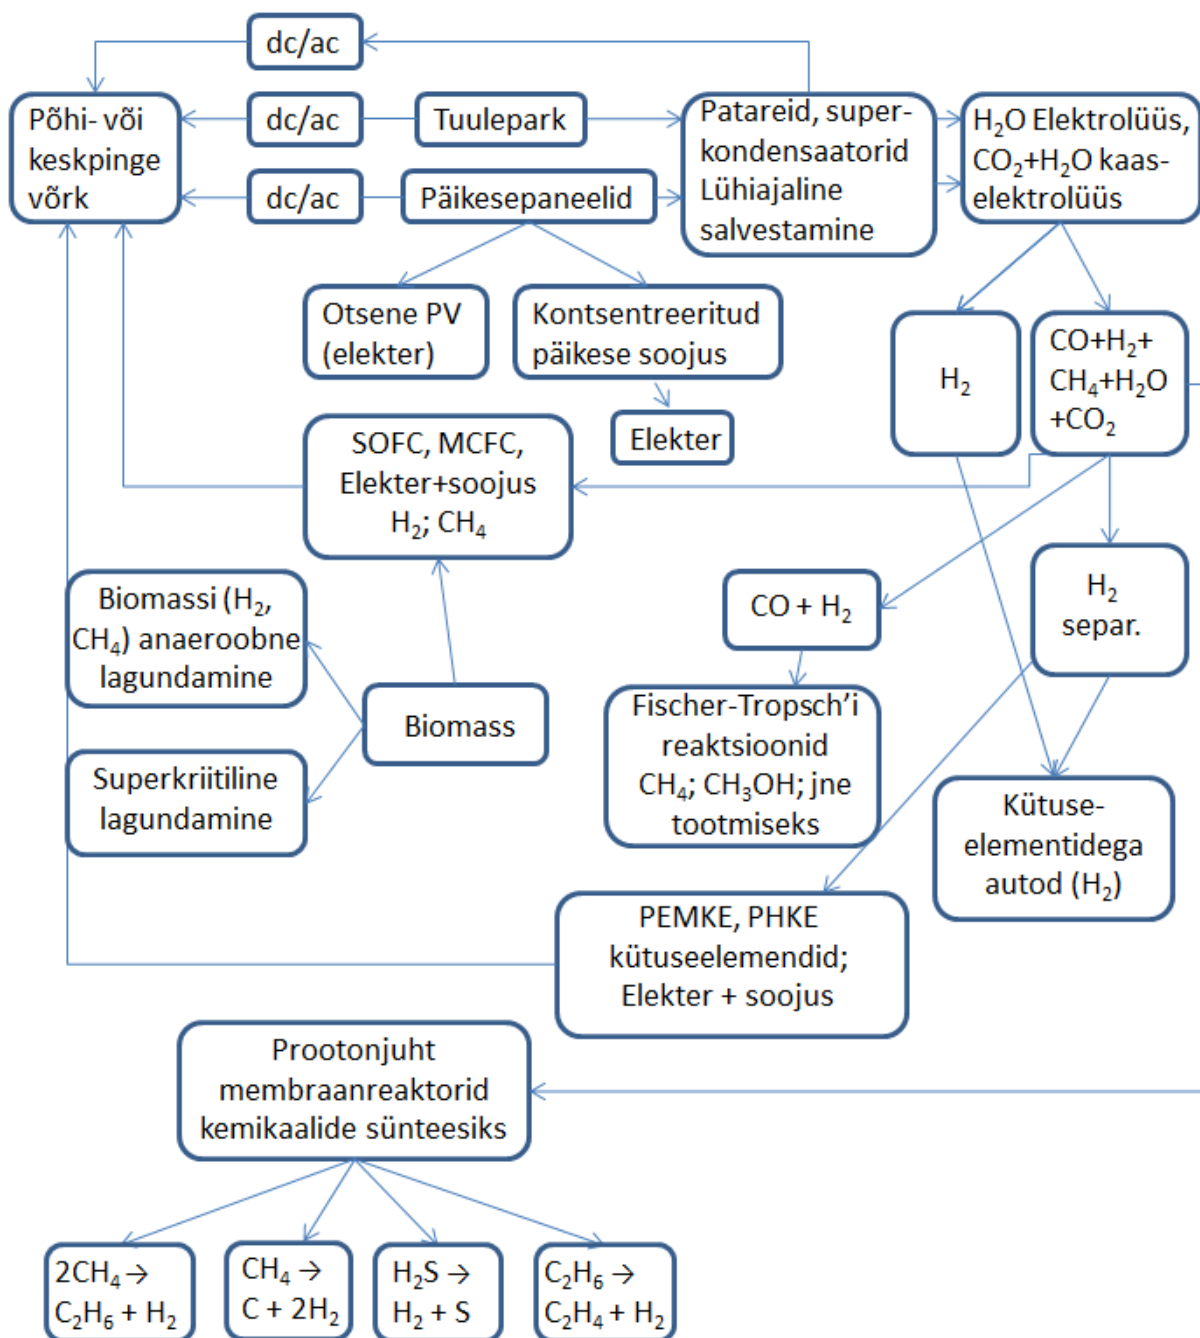 dc/ac
Põhi- või
keskpinge
võrk
dc/ac
Tuulepark
dc/ac
Päikesepaneelid
Patareid, super-
kondensaatorid
Lühiajaline
salvestamine
H₂O Elektrolüüs,
CO₂+H₂O kaas-
elektrolüüs
Otsene PV
(elekter)
Kontsentreeritud
päikese soojus
Elekter
H₂
CO+H₂+
CH₄+H₂O
+CO₂
SOFC, MCFC,
Elekter+soojus
H₂; CH₄
Biomassi (H₂,
CH₄) anaeroobne
lagundamine
Biomass
Superkriitiline
lagundamine
CO + H₂
H₂
separ.
Fischer-Tropsch’i
reaktsioonid
CH₄; CH₃OH; jne
tootmiseks
Kütuse-
elementidega
autod (H₂)
PEMKE, PHKE
kütuseelemendid;
Elekter + soojus
Prootonjuht
membraanreaktorid
kemikaalide sünteesiks
2CH₄ →
C₂H₆ + H₂
CH₄ →
C + 2H₂
H₂S →
H₂ + S
C₂H₆ →
C₂H₄ + H₂